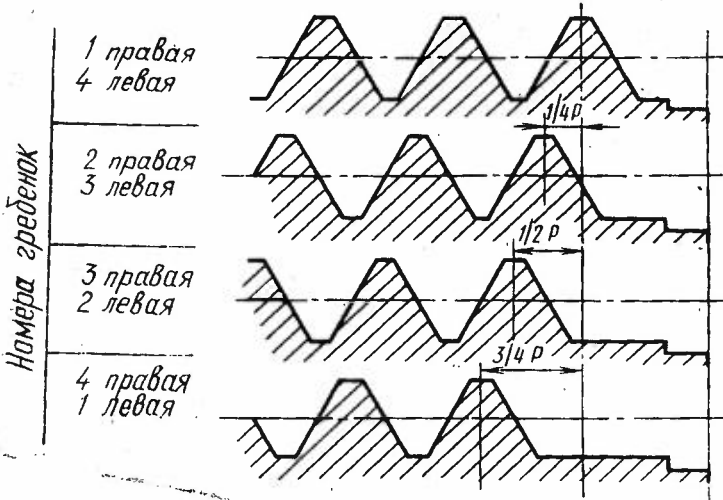 Номера гребенок
1 правая
4 левая
1/4 P
2 правая
3 левая
1/2 P
3 правая
2 левая
3/4 P
4 правая
1 левая